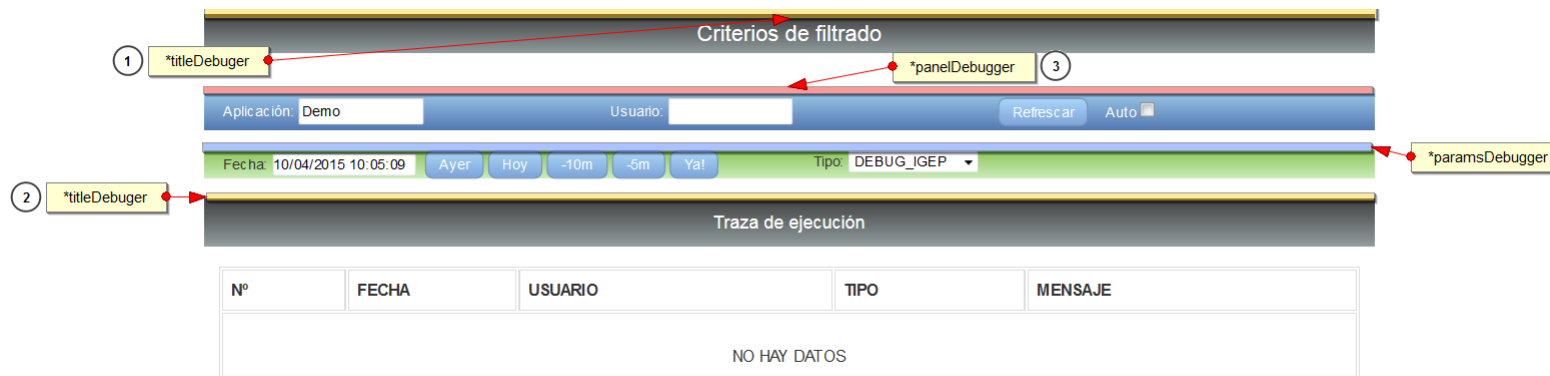 Criterios de filtrado
1 *titleDebuger
*panelDebugger 3
Aplicación: Demo Usuario: Refrescar Auto
Fecha: 10/04/2015 10:05:09 Ayer Hoy -10m -5m Ya! Tipo: DEBUG_IGEP
*paramsDebugger
2 *titleDebuger
Traza de ejecución
Nº FECHA USUARIO TIPO MENSAJE
NO HAY DATOS